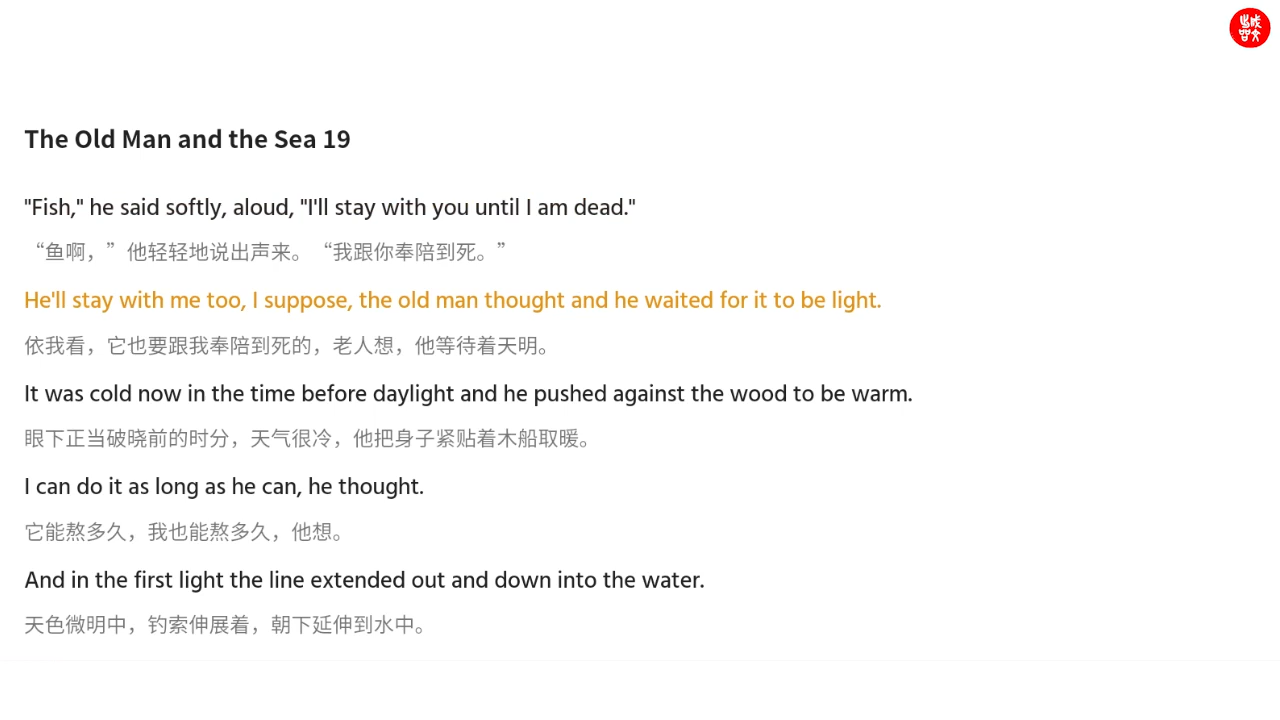 The Old Man and the Sea 19
"Fish," he said softly, aloud, "I'll stay with you until I am dead."
“鱼啊，”他轻轻地说出声来。“我跟你奉陪到死。”
He'll stay with me too, I suppose, the old man thought and he waited for it to be light.
依我看，它也要跟我奉陪到死的，老人想，他等待着天明。
It was cold now in the time before daylight and he pushed against the wood to be warm.
眼下正当破晓前的时分，天气很冷，他把身子紧贴着木船取暖。
I can do it as long as he can, he thought.
它能熬多久，我也能熬多久，他想。
And in the first light the line extended out and down into the water.
天色微明中，钓索伸展着，朝下延伸到水中。